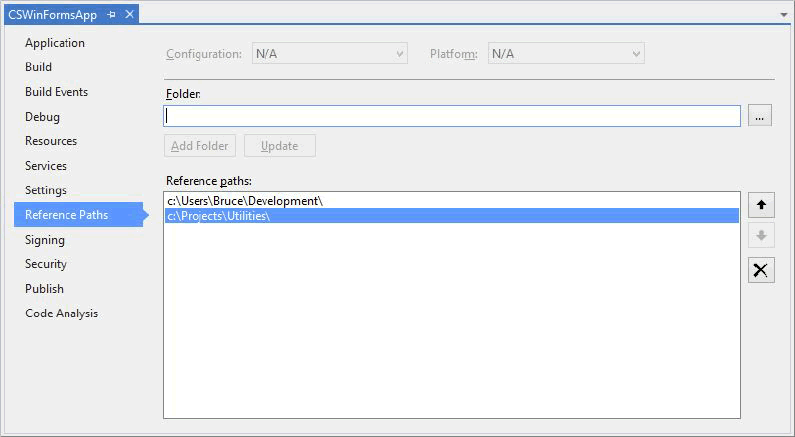 CSWinFormsApp
Application
Build
Build Events
Debug
Resources
Services
Settings
Reference Paths
Signing
Security
Publish
Code Analysis
Configuration: N/A Platform: N/A
Folder:
...
Add Folder Update
Reference paths:
c:\Users\Bruce\Development\
c:\Projects\Utilities\